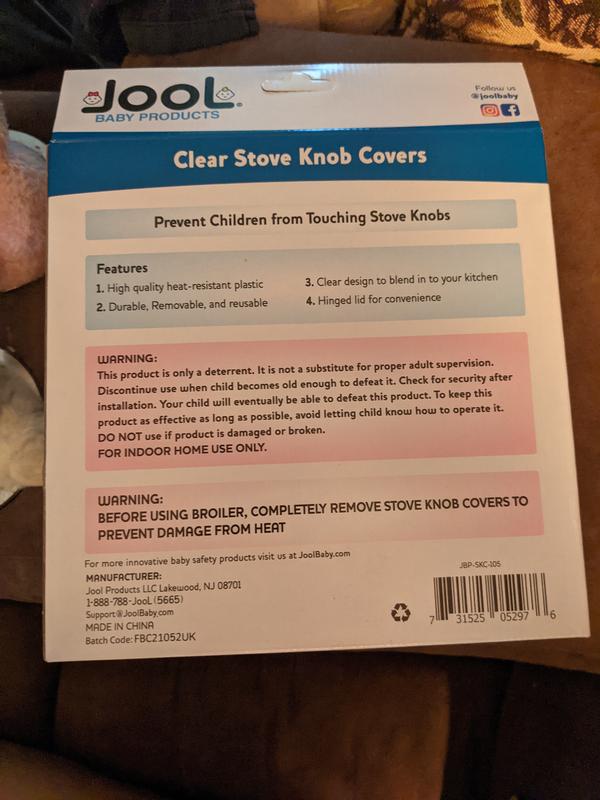 Jool®
BABY PRODUCTS
Follow us
@joolbaby
Clear Stove Knob Covers
Prevent Children from Touching Stove Knobs
Features
1. High quality heat-resistant plastic
2. Durable, Removable, and reusable
3. Clear design to blend in to your kitchen
4. Hinged lid for convenience
WARNING:
This product is only a deterrent. It is not a substitute for proper adult supervision.
Discontinue use when child becomes old enough to defeat it. Check for security after
installation. Your child will eventually be able to defeat this product. To keep this
product as effective as long as possible, avoid letting child know how to operate it.
DO NOT use if product is damaged or broken.
FOR INDOOR HOME USE ONLY.
WARNING:
BEFORE USING BROILER, COMPLETELY REMOVE STOVE KNOB COVERS TO
PREVENT DAMAGE FROM HEAT
For more innovative baby safety products visit us at JoolBaby.com
MANUFACTURER:
Jool Products LLC Lakewood, NJ 08701
1-888-788-JooL (5665)
Support@JoolBaby.com
MADE IN CHINA
Batch Code: FBC21052UK
JBP-SKC-105
7 31525 05297 6